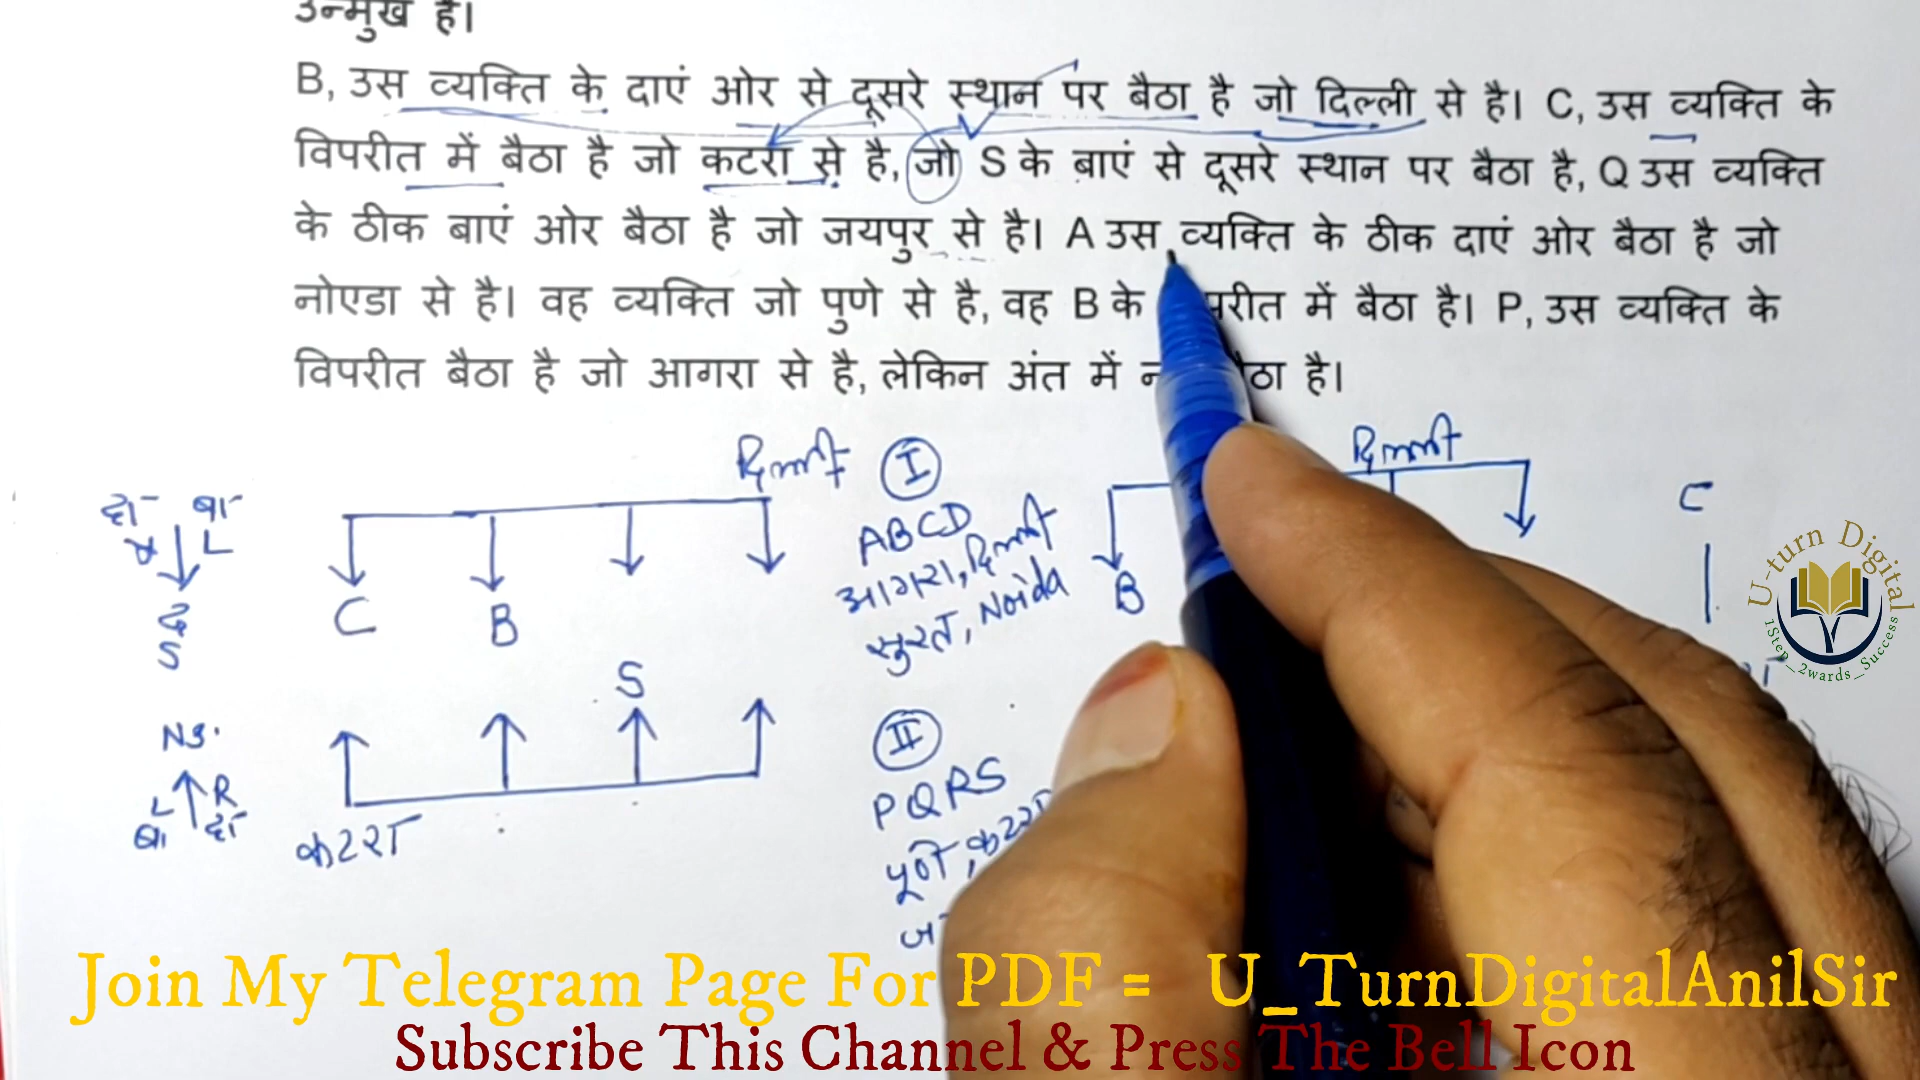 उन्मुख है।
B, उस व्यक्ति के दाएं ओर से दूसरे स्थान पर बैठा है जो दिल्ली से है। C, उस व्यक्ति के
विपरीत में बैठा है जो कटरा से है, जो S के बाएं से दूसरे स्थान पर बैठा है, Q उस व्यक्ति
के ठीक बाएं ओर बैठा है जो जयपुर से है। A उस व्यक्ति के ठीक दाएं ओर बैठा है जो
नोएडा से है। वह व्यक्ति जो पुणे से है, वह B के परीत में बैठा है। P, उस व्यक्ति के
विपरीत बैठा है जो आगरा से है, लेकिन अंत में न ठा है।
दिल्ली I
दा बा
L
द
S
C B
ABCD
आगरा, दिल्ली
सूरत, Noida
दिल्ली
B
C
S
उ.
L R
बा दा
कटरा
II
PQRS
पूणे, कटरा
U-turn Digital
1Step_2wards_Success
Join My Telegram Page For PDF = U_TurnDigitalAnilSir
Subscribe This Channel & Press The Bell Icon